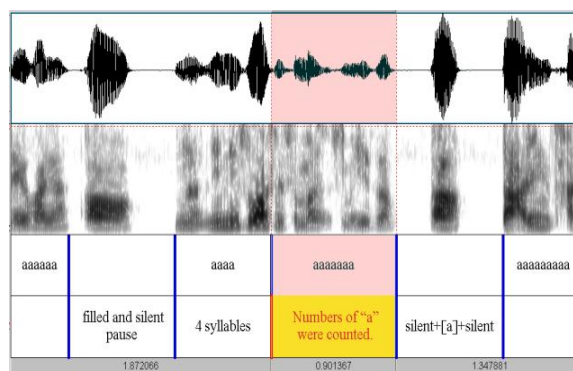 aaaaaa aaaa aaaaaaa aaaaaaaaa
filled and silent
pause
4 syllables
Numbers of “a”
were counted.
silent+[a]+silent
1.872066 0.901367 1.347881